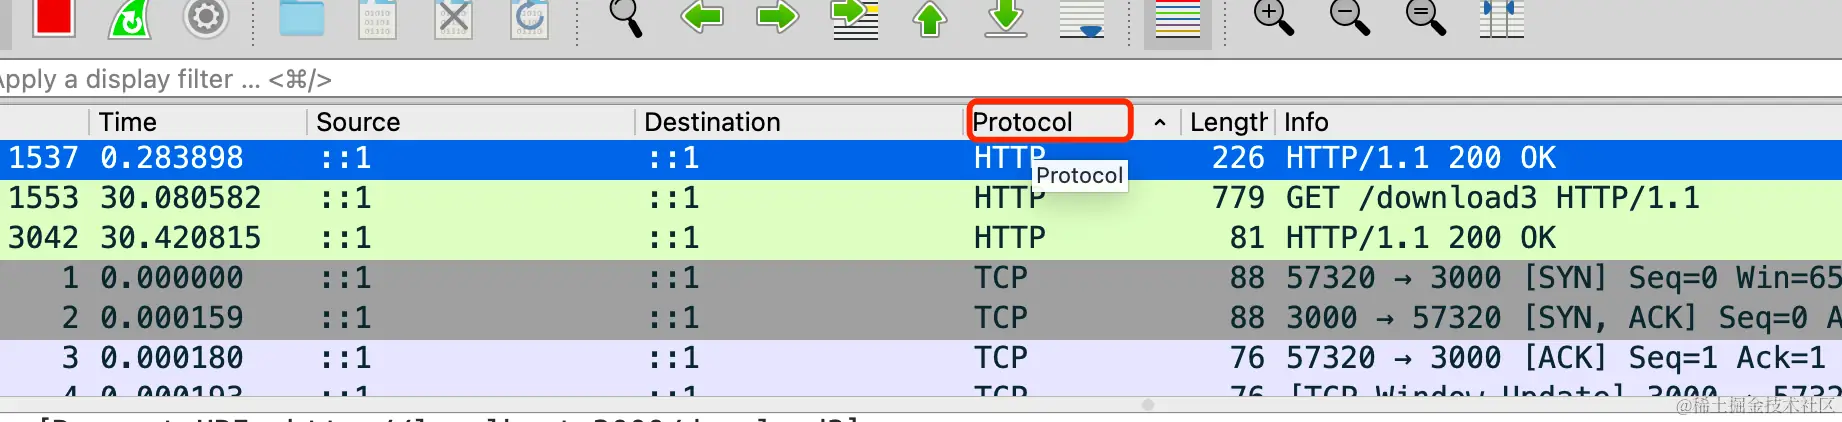 Apply a display filter ... <⌘/>
Time Source Destination Protocol Length Info
1537 0.283898 ::1 ::1 HTTP 226 HTTP/1.1 200 OK
Protocol
1553 30.080582 ::1 ::1 HTTP 779 GET /download3 HTTP/1.1
3042 30.420815 ::1 ::1 HTTP 81 HTTP/1.1 200 OK
1 0.000000 ::1 ::1 TCP 88 57320 → 3000 [SYN] Seq=0 Win=65
2 0.000159 ::1 ::1 TCP 88 3000 → 57320 [SYN, ACK] Seq=0 A
3 0.000180 ::1 ::1 TCP 76 57320 → 3000 [ACK] Seq=1 Ack=1
4 0.000193 ::1 ::1 TCP 76 [TCP Window Update] 3000 → 5732
@稀土掘金技术社区